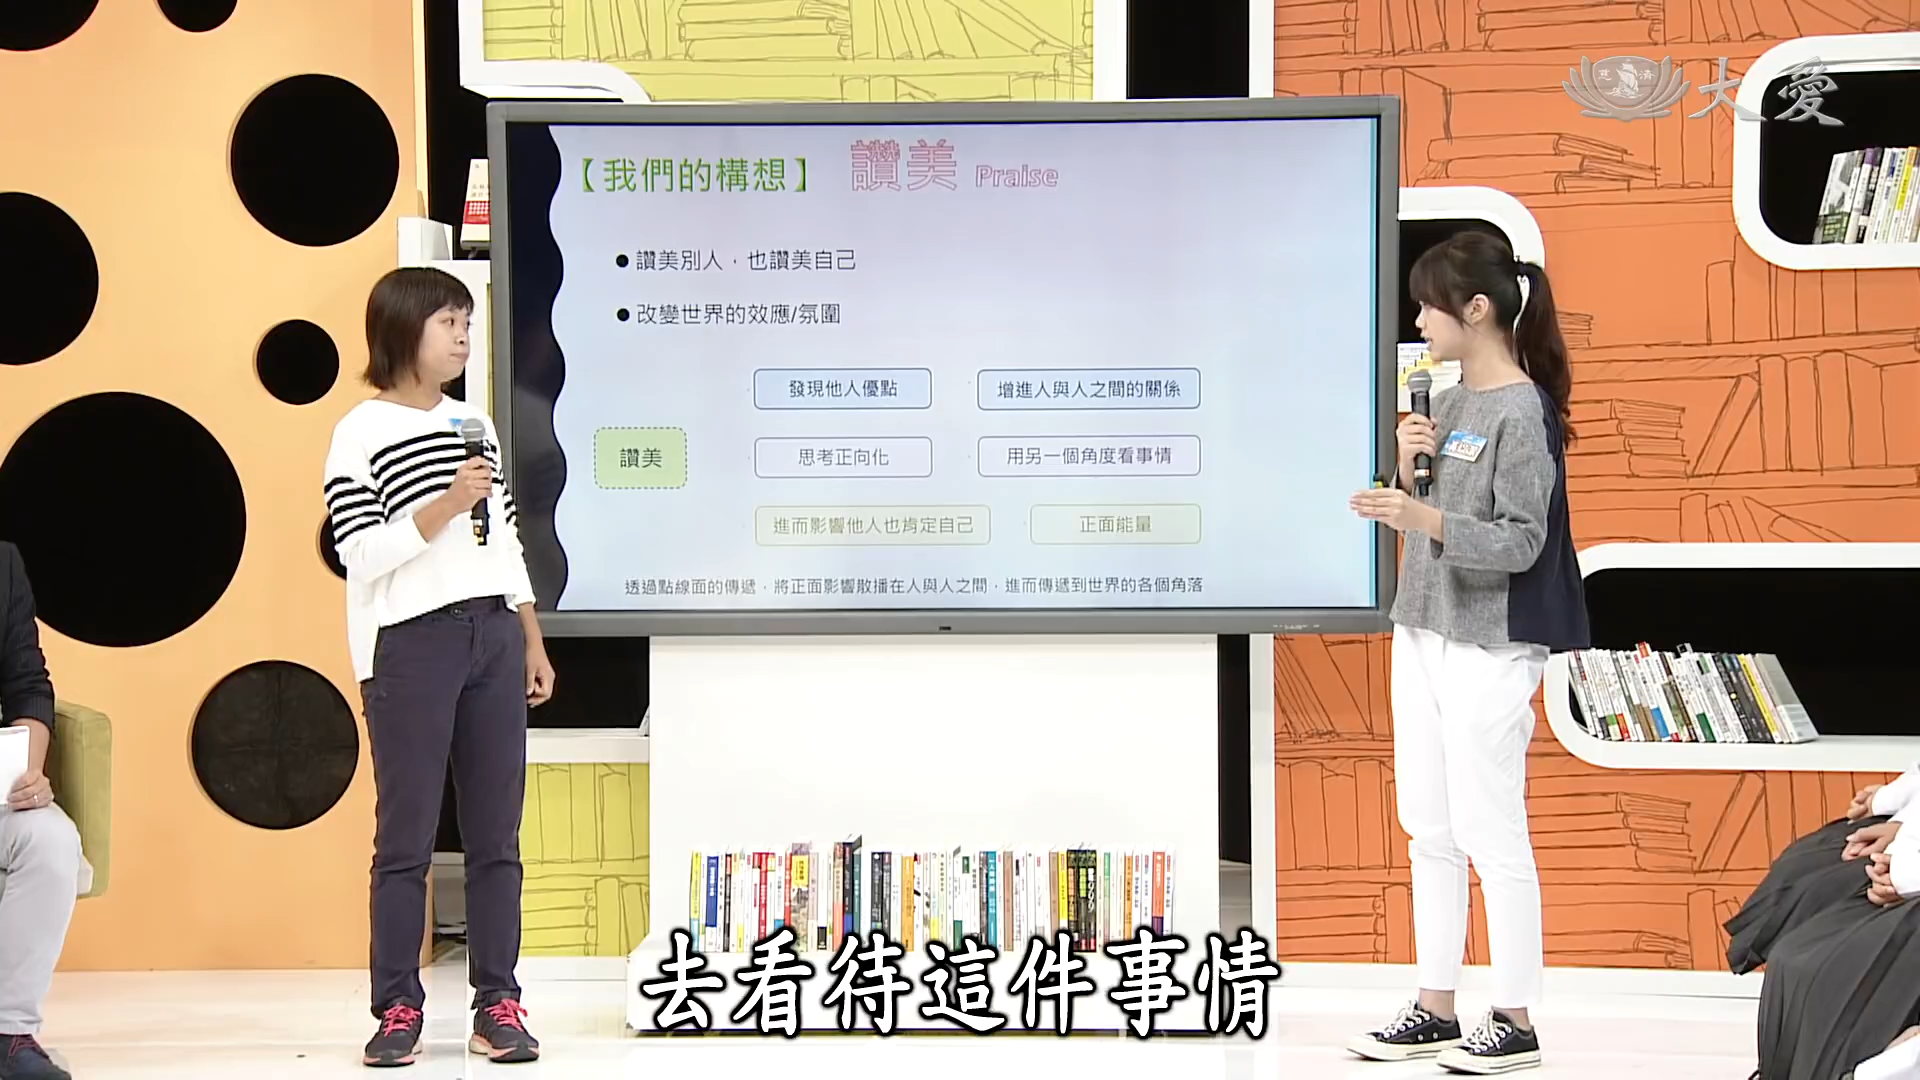 慈濟
大愛
【我們的構想】 讚美 Praise
●讚美別人，也讚美自己
●改變世界的效應/氛圍
發現他人優點
增進人與人之間的關係
讚美
思考正向化
用另一個角度看事情
進而影響他人也肯定自己
正面能量
透過點線面的傳遞，將正面影響散播在人與人之間，進而傳遞到世界的各個角落
去看待這件事情